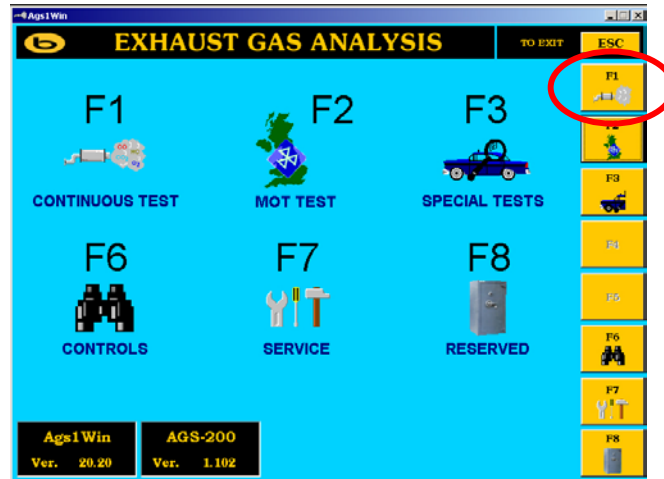 Ags1Win
b EXHAUST GAS ANALYSIS TO EXIT ESC
F1
F1 F2 F3
F2
CONTINUOUS TEST MOT TEST SPECIAL TESTS
F3
F6 F7 F8
F4
F5
CONTROLS SERVICE RESERVED
F6
F7
Ags1Win AGS-200
F8
Ver. 20.20 Ver. 1.102